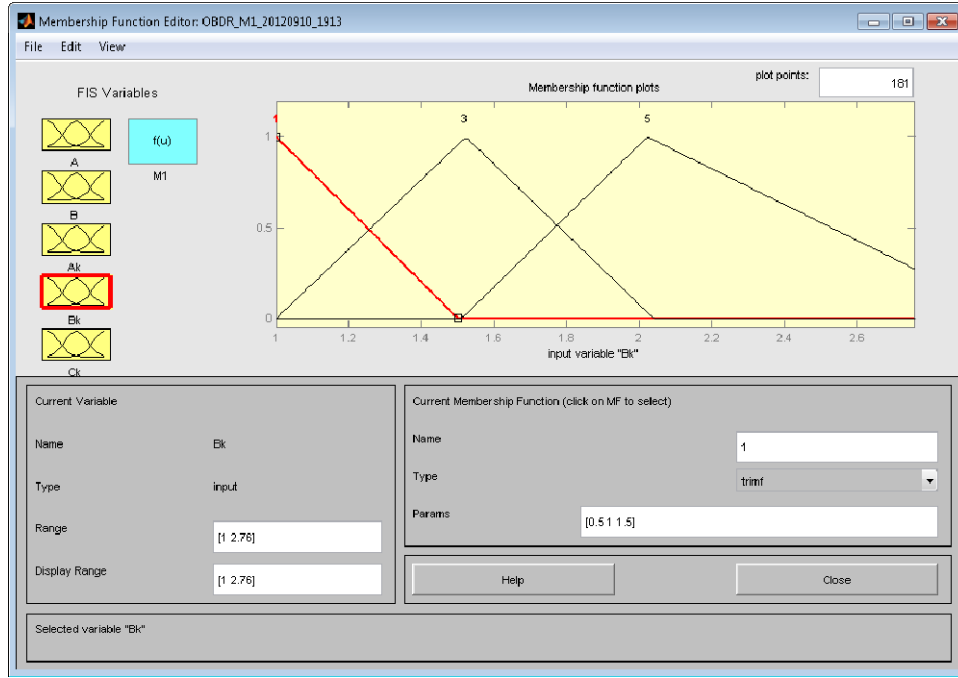 Membership Function Editor: OBDR_M1_20120910_1913
File Edit View
FIS Variables
A
B
Ak
Bk
Ck
f(u)
M1
Membership function plots
plot points:
181
1
3
5
1
0.5
0
1 1.2 1.4 1.6 1.8 2 2.2 2.4 2.6
input variable "Bk"
Current Variable
Name Bk
Type input
Range [1 2.76]
Display Range [1 2.76]
Current Membership Function (click on MF to select)
Name 1
Type trimf
Params [0.5 1 1.5]
Help Close
Selected variable "Bk"